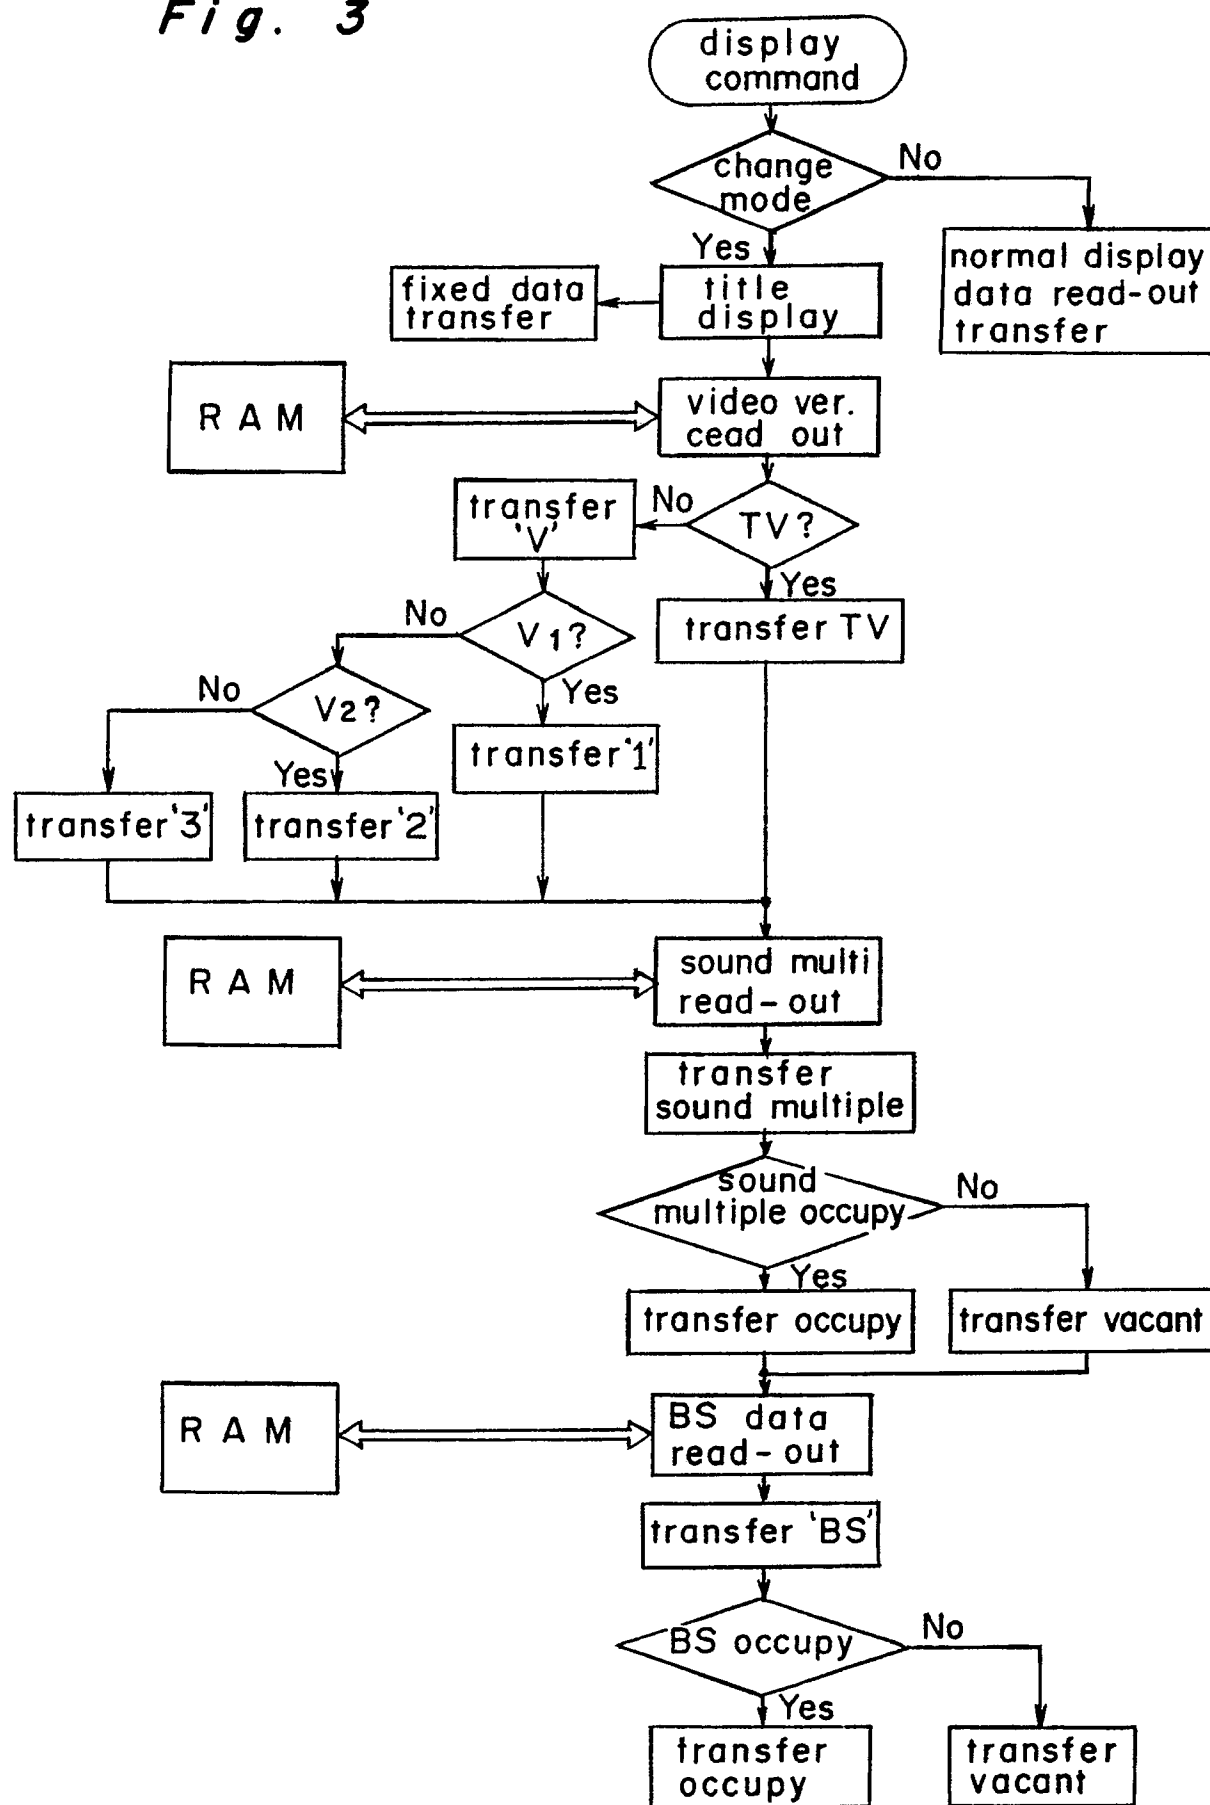 Fig. 3
display
command
change
mode
No
Yes
normal display
data read-out
transfer
fixed data
transfer
title
display
RAM
video ver.
cead out
transfer
'V'
No
TV?
Yes
transfer TV
No
V1?
Yes
No
V2?
Yes
transfer '1'
transfer '3'
transfer '2'
RAM
sound multi
read-out
transfer
sound multiple
sound
multiple occupy
No
Yes
transfer occupy
transfer vacant
RAM
BS data
read-out
transfer 'BS'
BS occupy
No
Yes
transfer
occupy
transfer
vacant